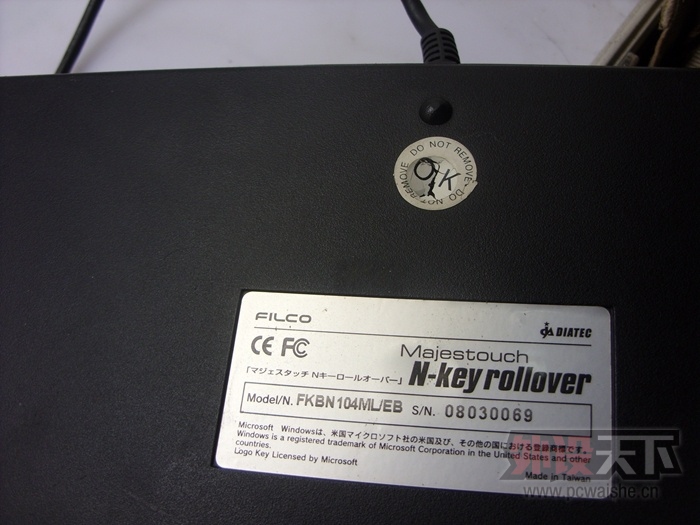 DO NOT REMOVE · DO NOT REMOVE ·
OK
FILCO
DIATEC
CE FC
Majestouch
「マジェスタッチ Nキーロールオーバー」 N-key rollover
Model/N. FKBN104ML/EB S/N. 08030069
Microsoft Windowsは、米国マイクロソフト社の米国及び、その他の国における登録商標です。
Windows is a registered trademark of Microsoft Corporation in the United States and other
countries.
Logo Key Licensed by Microsoft
Made in Taiwan
外设天下
www.pcwaishe.cn